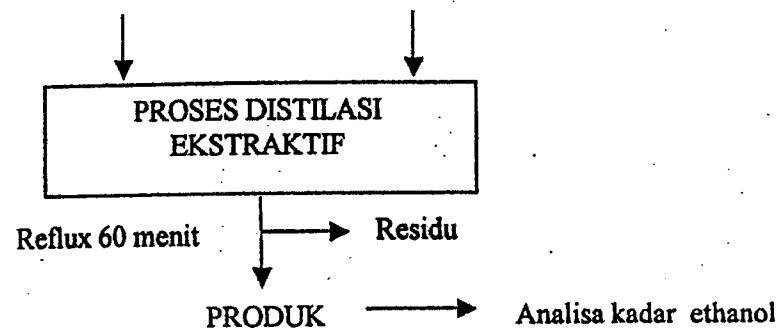 PROSES DISTILASI
EKSTRAKTIF
Reflux 60 menit
Residu
PRODUK
Analisa kadar ethanol